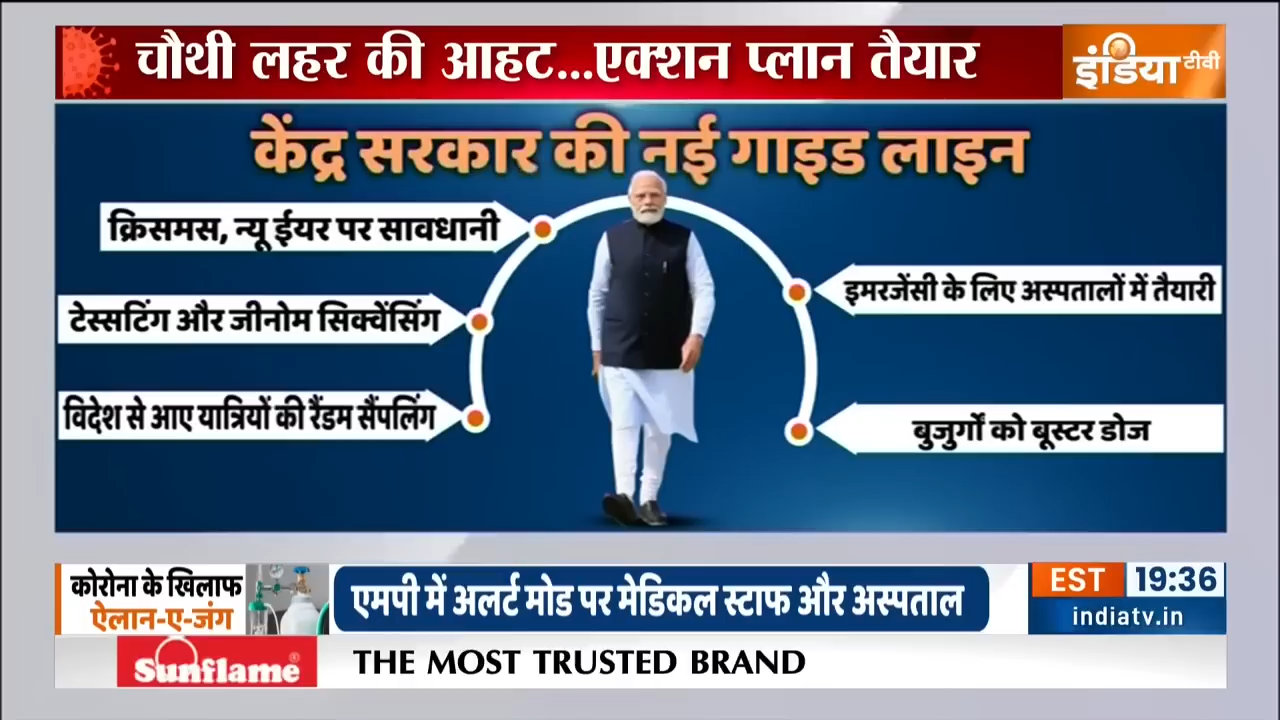 चौथी लहर की आहट...एक्शन प्लान तैयार
इंडिया टीवी
केंद्र सरकार की नई गाइड लाइन
क्रिसमस, न्यू ईयर पर सावधानी
टेस्सटिंग और जीनोम सिक्वेंसिंग
विदेश से आए यात्रियों की रैंडम सैंपलिंग
इमरजेंसी के लिए अस्पतालों में तैयारी
बुजुर्गों को बूस्टर डोज
कोरोना के खिलाफ
ऐलान-ए-जंग
एमपी में अलर्ट मोड पर मेडिकल स्टाफ और अस्पताल
EST 19:36
indiatv.in
Sunflame®
THE MOST TRUSTED BRAND